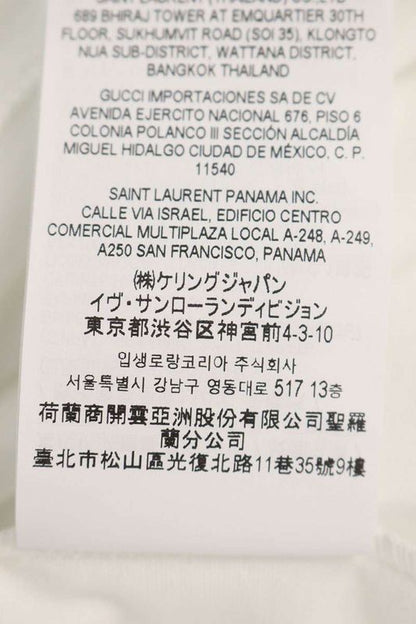 SAINT LAURENT (THAILAND) CO., LTD
689 BHIRAJ TOWER AT EMQUARTIER 30TH
FLOOR, SUKHUMVIT ROAD (SOI 35), KLONGTO
NUA SUB-DISTRICT, WATTANA DISTRICT,
BANGKOK THAILAND
GUCCI IMPORTACIONES SA DE CV
AVENIDA EJERCITO NACIONAL 676, PISO 6
COLONIA POLANCO III SECCIÓN ALCALDÍA
MIGUEL HIDALGO CIUDAD DE MÉXICO, C. P.
11540
SAINT LAURENT PANAMA INC.
CALLE VIA ISRAEL, EDIFICIO CENTRO
COMERCIAL MULTIPLAZA LOCAL A-248, A-249,
A250 SAN FRANCISCO, PANAMA
(株)ケリングジャパン
イヴ・サンローランディビジョン
東京都渋谷区神宮前4-3-10
입생로랑코리아 주식회사
서울특별시 강남구 영동대로 517 13층
荷蘭商開雲亞洲股份有限公司聖羅
蘭分公司
臺北市松山區光復北路11巷35號9樓